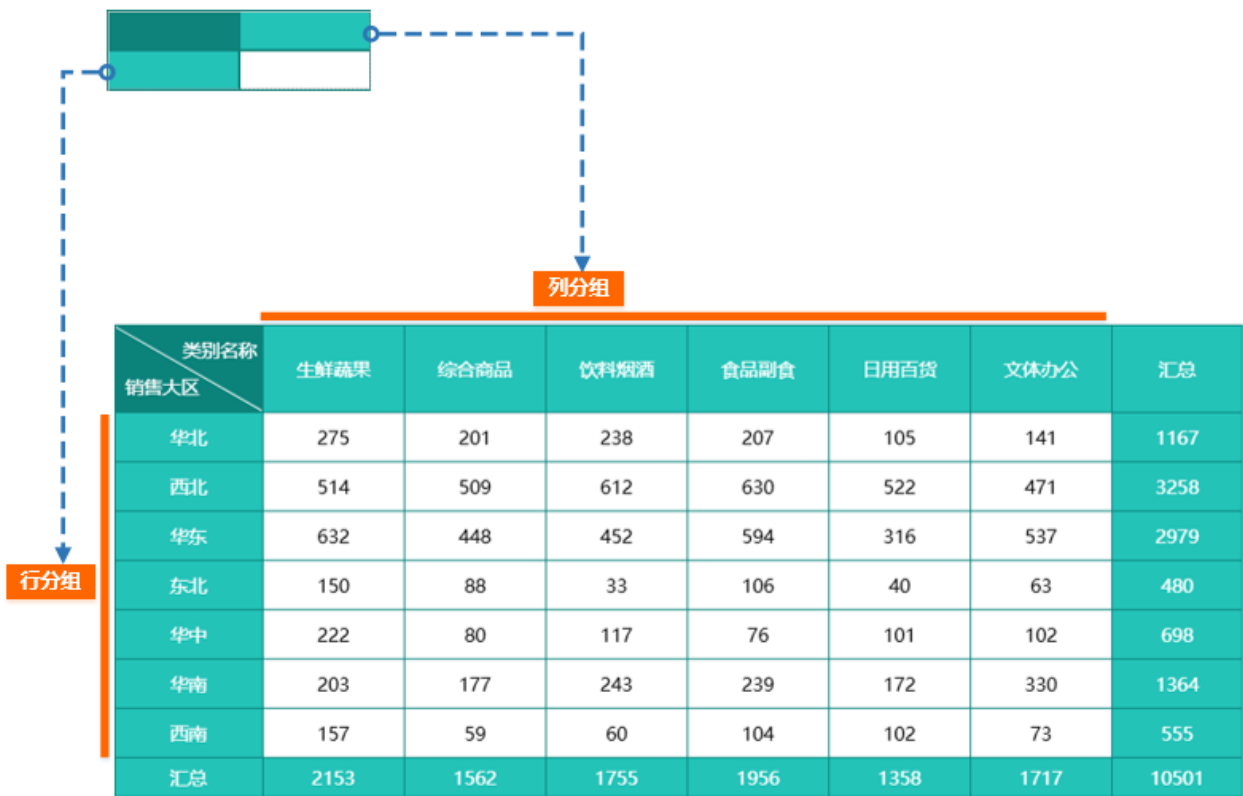 列分组
类别名称
销售大区
生鲜蔬果 综合商品 饮料烟酒 食品副食 日用百货 文体办公 汇总
华北 275 201 238 207 105 141 1167
西北 514 509 612 630 522 471 3258
华东 632 448 452 594 316 537 2979
行分组
东北 150 88 33 106 40 63 480
华中 222 80 117 76 101 102 698
华南 203 177 243 239 172 330 1364
西南 157 59 60 104 102 73 555
汇总 2153 1562 1755 1956 1358 1717 10501